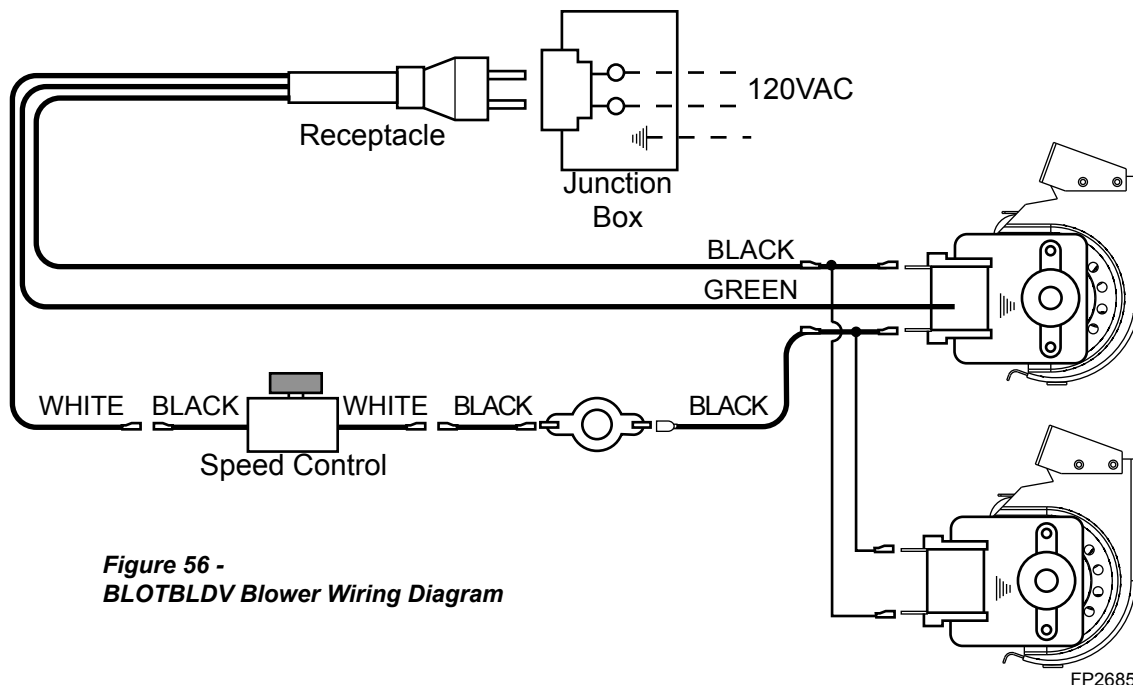 120VAC
Receptacle
Junction
Box
BLACK
GREEN
WHITE BLACK WHITE BLACK BLACK
Speed Control
Figure 56 -
BLOTBLDV Blower Wiring Diagram
FP2685